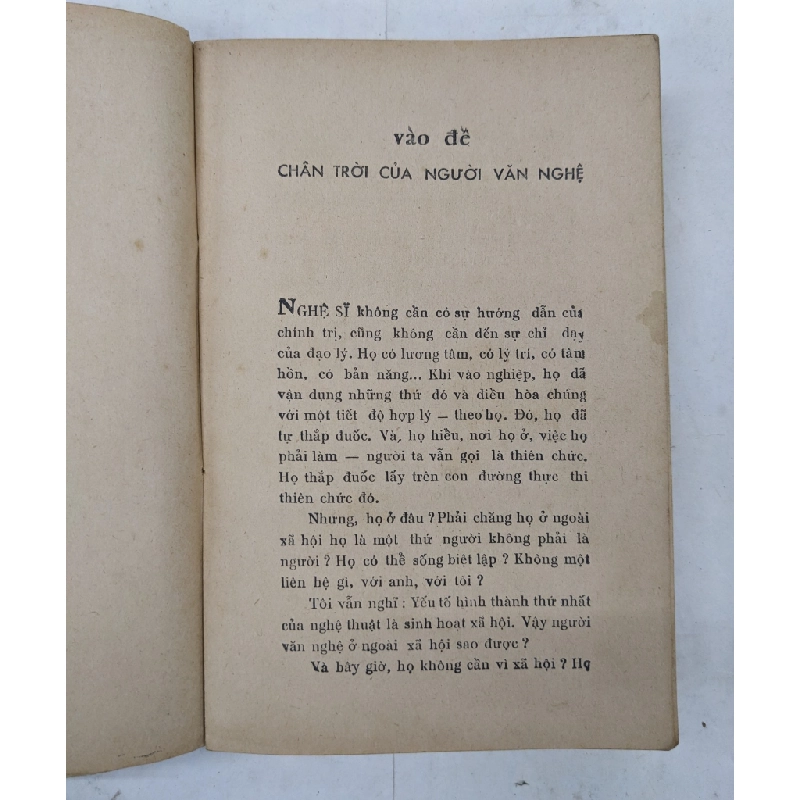 vào đề
CHÂN TRỜI CỦA NGƯỜI VĂN NGHỆ
NGHỆ SĨ không cần có sự hướng dẫn của
chính trị, cũng không cần đến sự chỉ dạy
của đạo lý. Họ có lương tâm, có lý trí, có tâm
hồn, có bản năng... Khi vào nghiệp, họ đã
vận dụng những thứ đó và điều hòa chúng
với một tiết độ hợp lý — theo họ. Đó, họ đã
tự thắp đuốc. Và, họ hiểu, nơi họ ở, việc họ
phải làm — người ta vẫn gọi là thiên chức.
Họ thắp đuốc lấy trên con đường thực thi
thiên chức đó.
Nhưng, họ ở đâu ? Phải chăng họ ở ngoài
xã hội họ là một thứ người không phải là
người ? Họ có thể sống biêt lập ? Không một
liên hệ gì, với anh, với tôi ?
Tôi vẫn nghĩ : Yếu tố hình thành thứ nhất
của nghệ thuật là sinh hoạt xã hội. Vậy người
văn nghệ ở ngoài xã hội sao được ?
Và bây giờ, họ không cần vì xã hội ? Họ